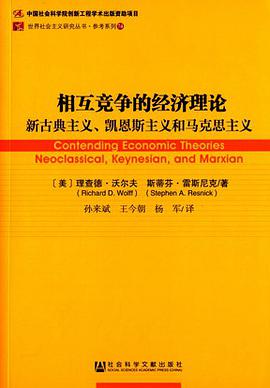 中国社会科学院创新工程学术出版资助项目
世界社会主义研究丛书·参考系列
相互竞争的经济理论
新古典主义、凯恩斯主义和马克思主义
Contending Economic Theories
Neoclassical, Keynesian, and Marxian
〔美〕理查德·沃尔夫 斯蒂芬·雷斯尼克/著
(Richard D. Wolff) (Stephen A. Resnick)
孙来斌 王今朝 杨军/译
社会科学文献出版社
SOCIAL SCIENCES ACADEMIC PRESS (CHINA)